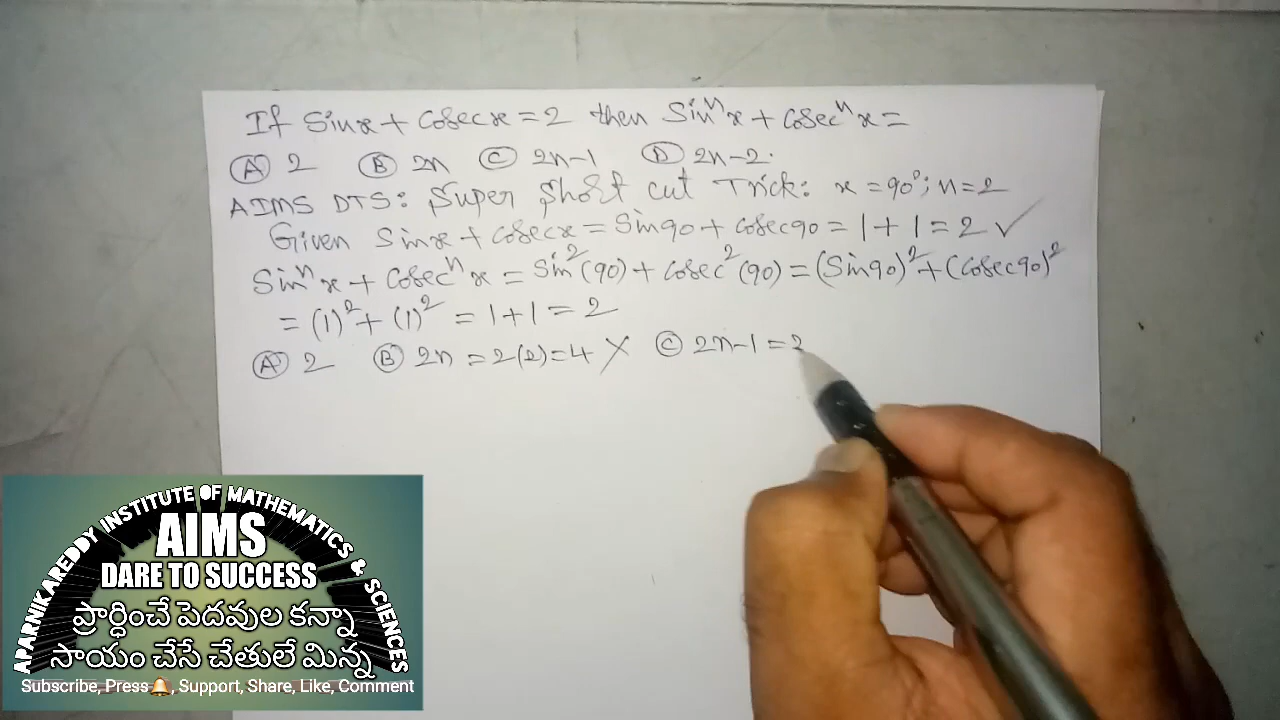 If Sinx + Cosecx = 2 then Sinⁿx + Cosecⁿx =
(A) 2 (B) 2n (C) 2n-1 (D) 2n-2.
AIMS DTS: Super Short cut Trick: x = 90°; n = 2
Given Sinx + Cosecx = Sin90 + Cosec90 = 1 + 1 = 2 ✓
Sinⁿx + Cosecⁿx = Sin²(90) + Cosec²(90) = (Sin90)² + (Cosec90)²
= (1)² + (1)² = 1 + 1 = 2
(A) 2 (B) 2n = 2(2) = 4 ✗ (C) 2n-1 = 2
APARNIKAREDDY INSTITUTE OF MATHEMATICS & SCIENCES
AIMS
DARE TO SUCCESS
ప్రార్ధించే పెదవుల కన్నా
సాయం చేసే చేతులే మిన్న
Subscribe, Press🔔, Support, Share, Like, Comment